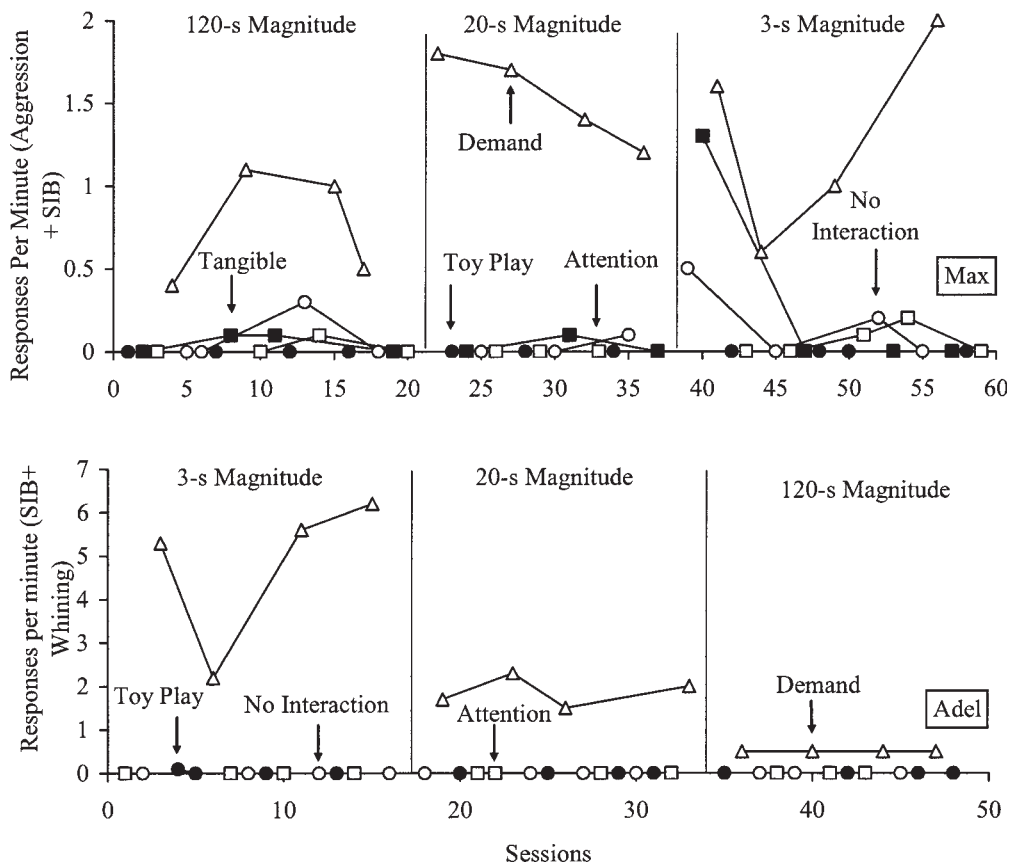 120-s Magnitude
20-s Magnitude
3-s Magnitude
Responses Per Minute (Aggression
+ SIB)
2
1.5
1
0.5
0
Demand
No
Interaction
Tangible
Toy Play
Attention
Max
0
5
10
15
20
25
30
35
40
45
50
55
60
3-s Magnitude
20-s Magnitude
120-s Magnitude
Responses per minute (SIB+
Whining)
7
6
5
4
3
2
1
0
Toy Play
No Interaction
Attention
Demand
Adel
0
10
20
30
40
50
Sessions